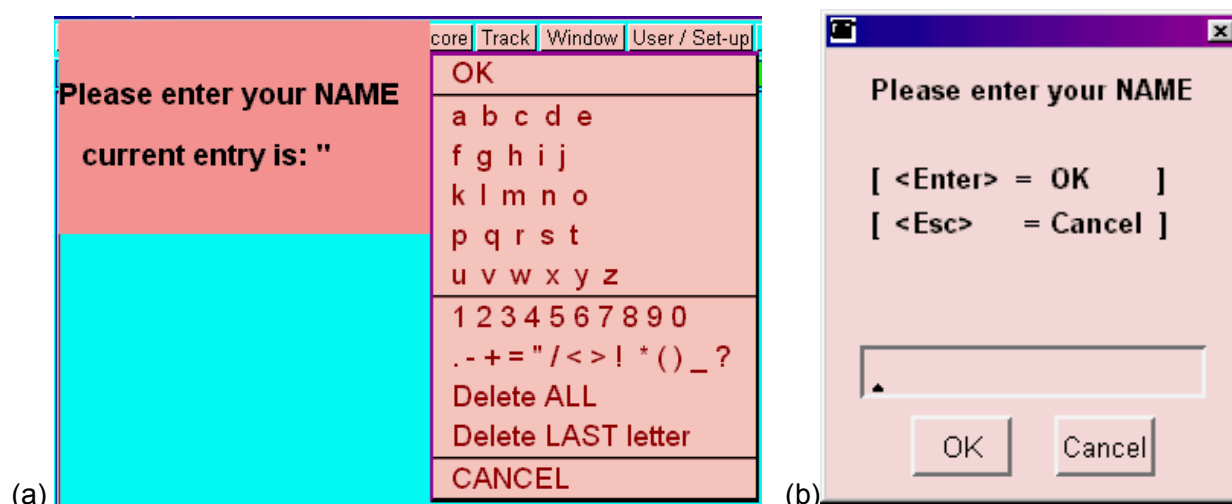 core Track Window User / Set-up
Please enter your NAME
current entry is: "
OK
a b c d e
f g h i j
k l m n o
p q r s t
u v w x y z
1 2 3 4 5 6 7 8 9 0
. - + = " / < > ! * ( ) _ ?
Delete ALL
Delete LAST letter
CANCEL
(a)
Please enter your NAME
[ <Enter> = OK ]
[ <Esc> = Cancel ]
OK Cancel
(b)